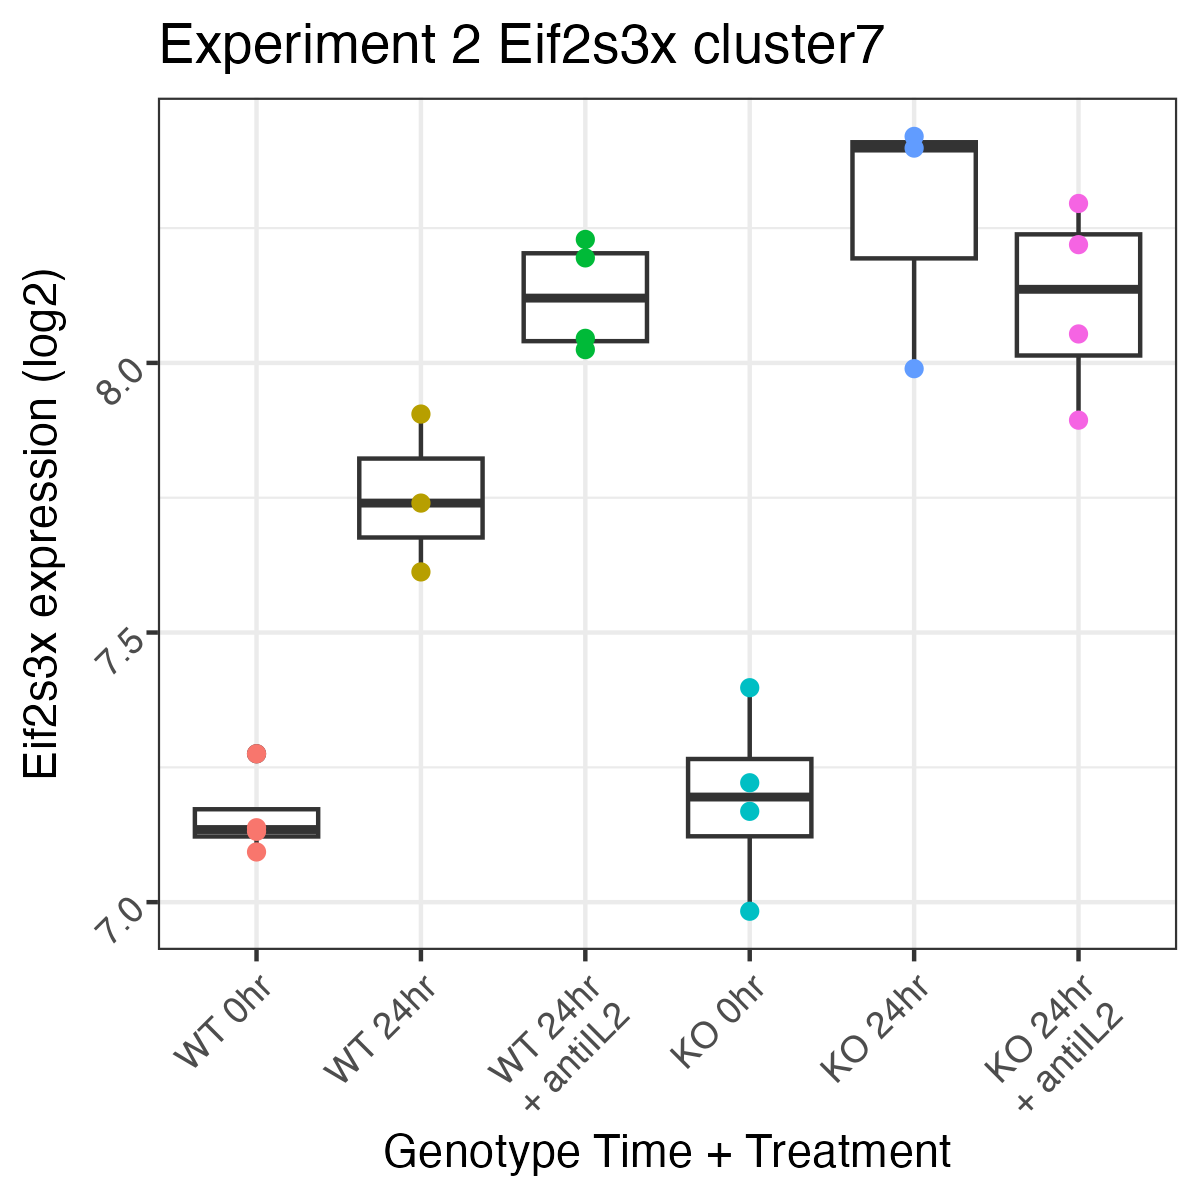 Experiment 2 Eif2s3x cluster7
Eif2s3x expression (log2)
8.0
7.5
7.0
WT 0hr
WT 24hr
WT 24hr
+ antiIL2
KO 0hr
KO 24hr
KO 24hr
+ antiIL2
Genotype Time + Treatment